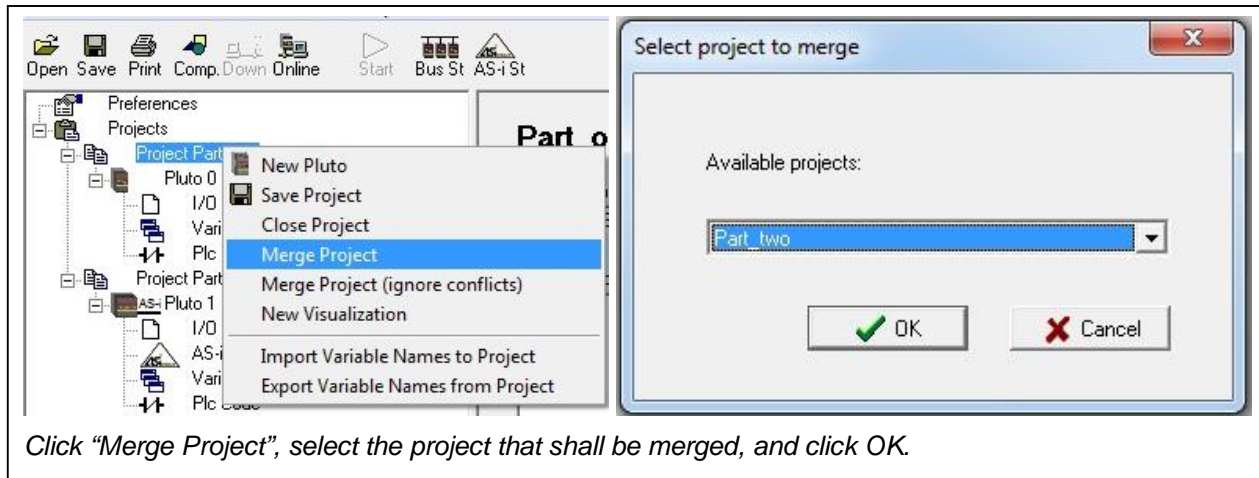 Open Save Print Comp. Down Online Start Bus St AS-i St
Preferences
Projects
Project Part
Pluto 0
I/O
Vari
Plc
Project Part
AS-i Pluto 1
I/O
AS-i
Vari
Plc Code
New Pluto
Save Project
Close Project
Merge Project
Merge Project (ignore conflicts)
New Visualization
Import Variable Names to Project
Export Variable Names from Project
Part_o
Select project to merge
Available projects:
Part_two
OK
Cancel
Click “Merge Project”, select the project that shall be merged, and click OK.